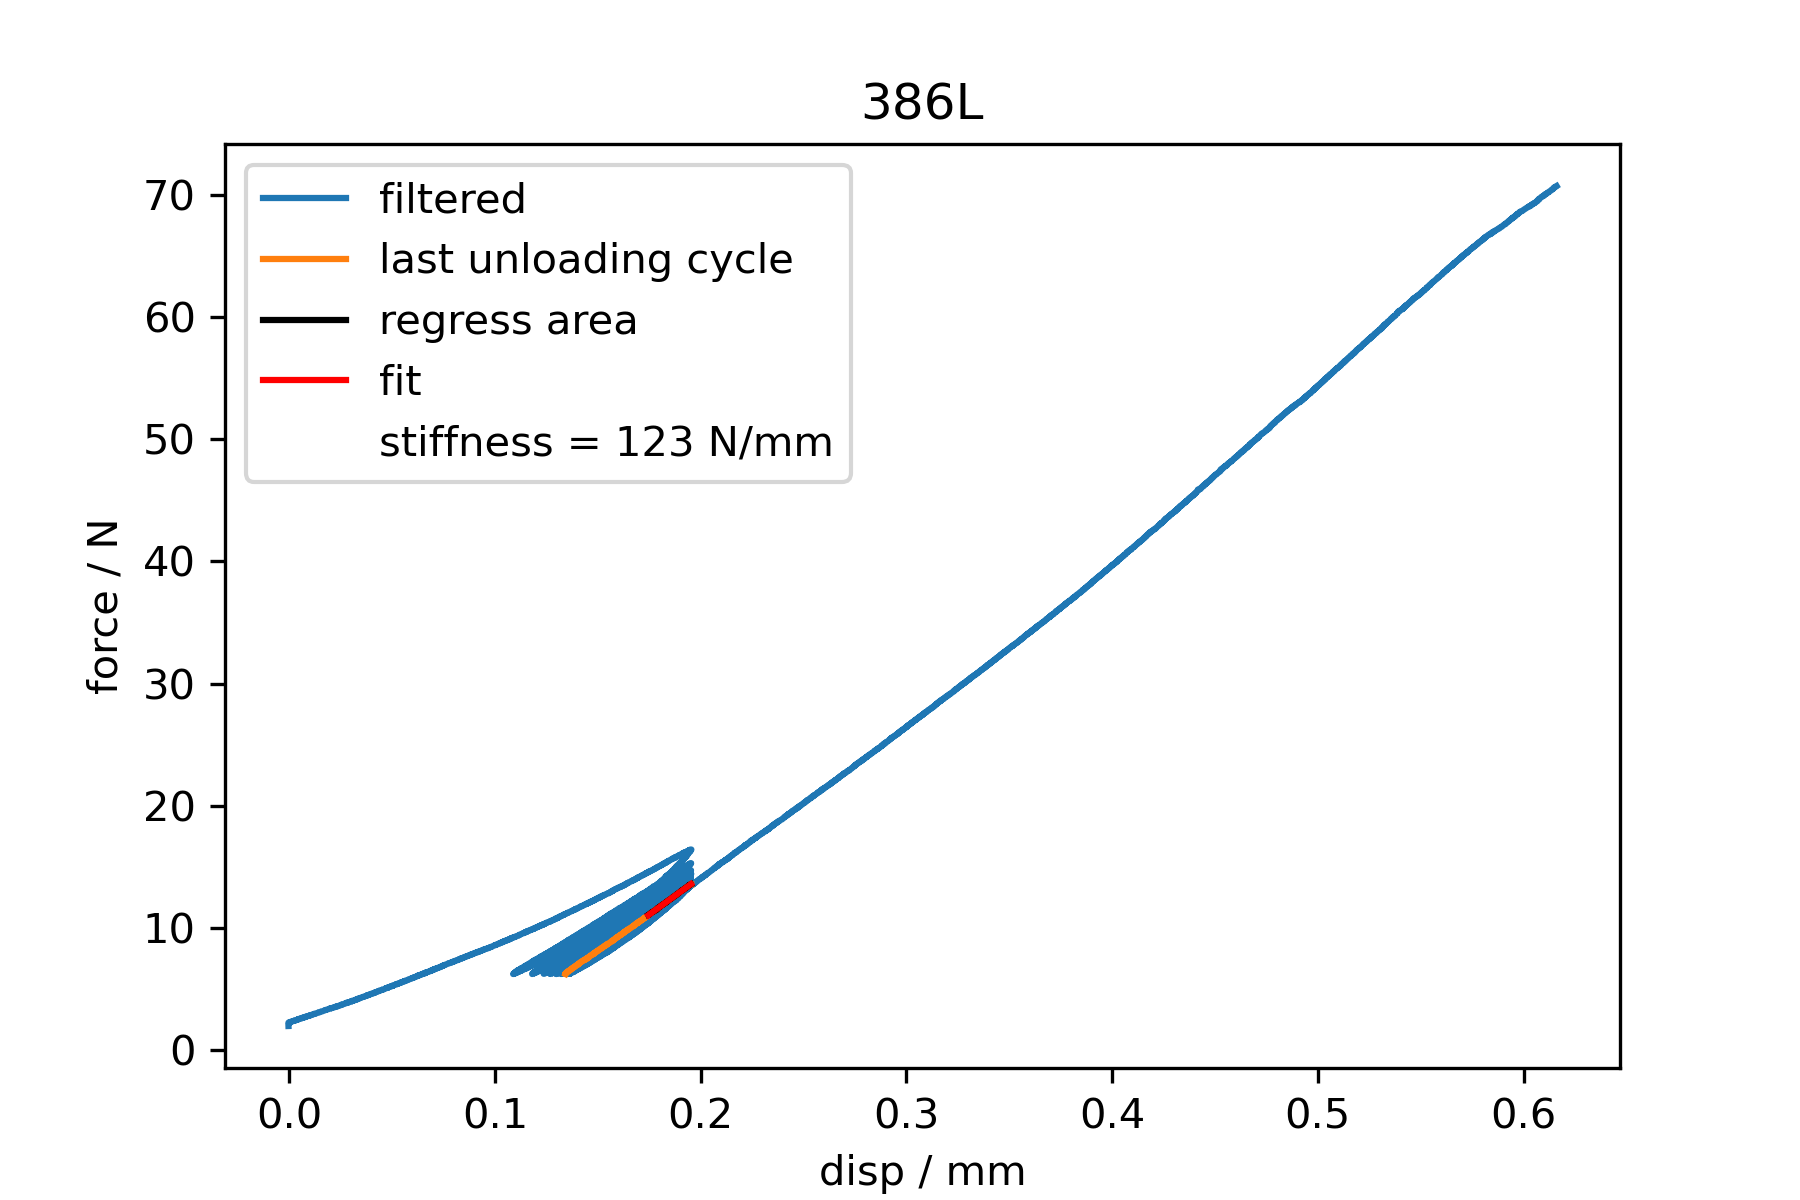 386L
filtered
last unloading cycle
regress area
fit
stiffness = 123 N/mm
force / N
70
60
50
40
30
20
10
0
0.0 0.1 0.2 0.3 0.4 0.5 0.6
disp / mm